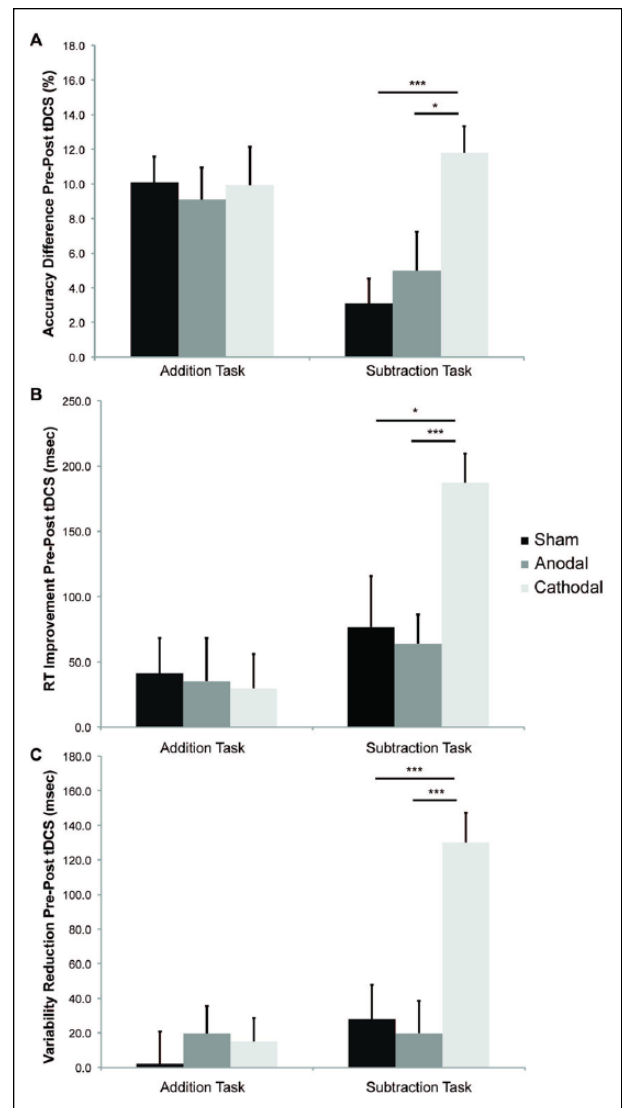 A
Accuracy Difference Pre-Post tDCS (%)
18.0
16.0
14.0
12.0
10.0
8.0
6.0
4.0
2.0
0.0
***
*
Addition Task
Subtraction Task
B
RT Improvement Pre-Post tDCS (msec)
250.0
200.0
150.0
100.0
50.0
0.0
*
***
Addition Task
Subtraction Task
Sham
Anodal
Cathodal
C
Variability Reduction Pre-Post tDCS (msec)
180.0
160.0
140.0
120.0
100.0
80.0
60.0
40.0
20.0
0.0
***
***
Addition Task
Subtraction Task